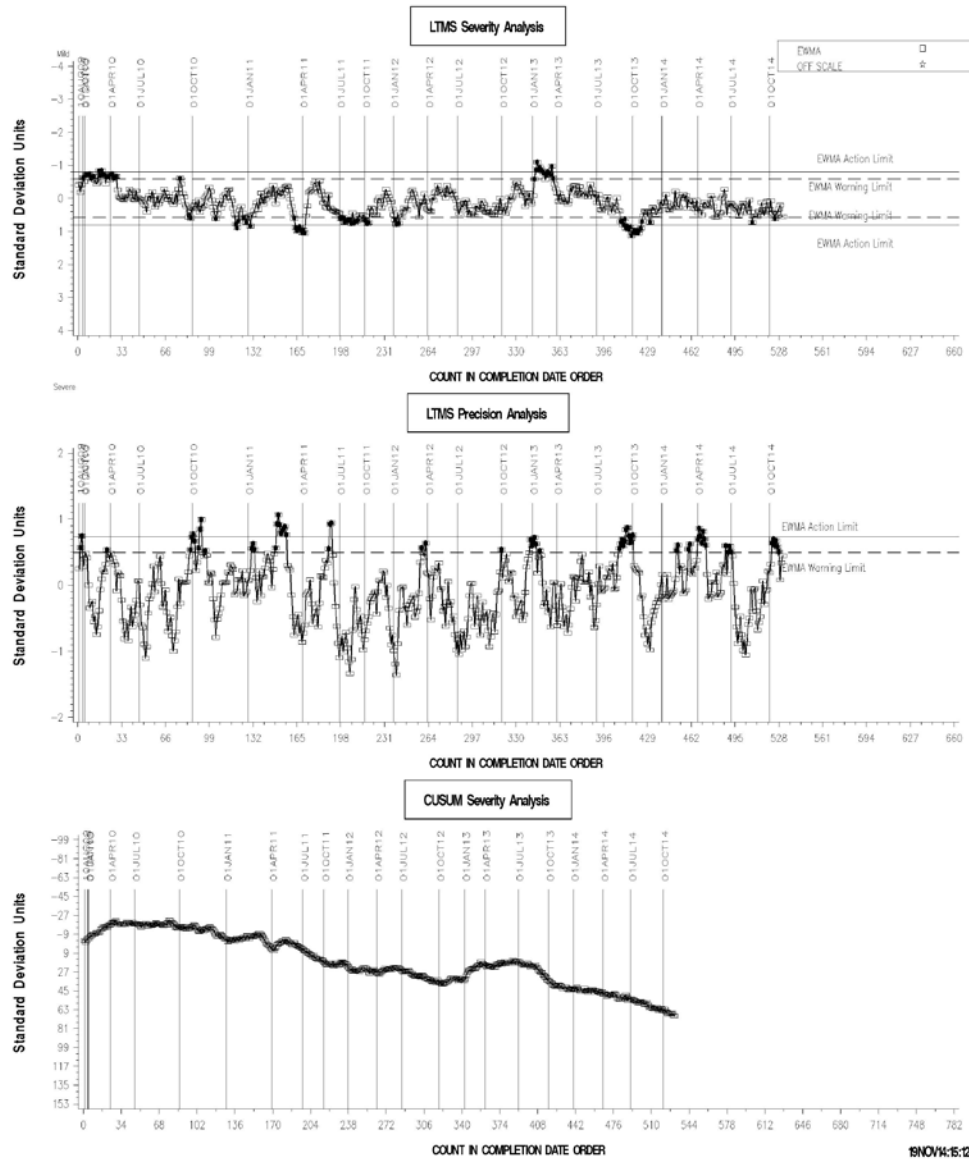 LTMS Severity Analysis
Mild
EWMA
OFF SCALE
01APR10 01JUL10 01OCT10 01JAN11 01APR11 01JUL11 01OCT11 01JAN12 01APR12 01JUL12 01OCT12 01JAN13 01APR13 01JUL13 01OCT13 01JAN14 01APR14 01JUL14 01OCT14
-4
-3
-2
-1
0
1
2
3
4
Standard Deviation Units
EWMA Action Limit
EWMA Warning Limit
EWMA Warning Limit
EWMA Action Limit
0 33 66 99 132 165 198 231 264 297 330 363 396 429 462 495 528 561 594 627 660
COUNT IN COMPLETION DATE ORDER
Severe
LTMS Precision Analysis
01APR10 01JUL10 01OCT10 01JAN11 01APR11 01JUL11 01OCT11 01JAN12 01APR12 01JUL12 01OCT12 01JAN13 01APR13 01JUL13 01OCT13 01JAN14 01APR14 01JUL14 01OCT14
2
1
0
-1
-2
Standard Deviation Units
EWMA Action Limit
EWMA Warning Limit
0 33 66 99 132 165 198 231 264 297 330 363 396 429 462 495 528 561 594 627 660
COUNT IN COMPLETION DATE ORDER
CUSUM Severity Analysis
01APR10 01JUL10 01OCT10 01JAN11 01APR11 01JUL11 01OCT11 01JAN12 01APR12 01JUL12 01OCT12 01JAN13 01APR13 01JUL13 01OCT13 01JAN14 01APR14 01JUL14 01OCT14
-99
-81
-63
-45
-27
-9
9
27
45
63
81
99
117
135
153
Standard Deviation Units
0 34 68 102 136 170 204 238 272 306 340 374 408 442 476 510 544 578 612 646 680 714 748 782
COUNT IN COMPLETION DATE ORDER
19NOV14:15:12